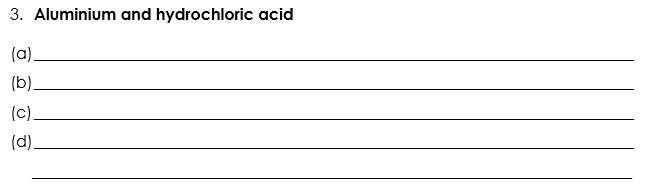 3. Aluminium and hydrochloric acid
(a)
(b)
(c)
(d)